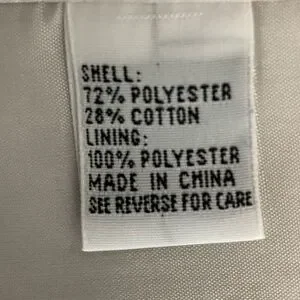 SHELL:
72% POLYESTER
28% COTTON
LINING:
100% POLYESTER
MADE IN CHINA
SEE REVERSE FOR CARE